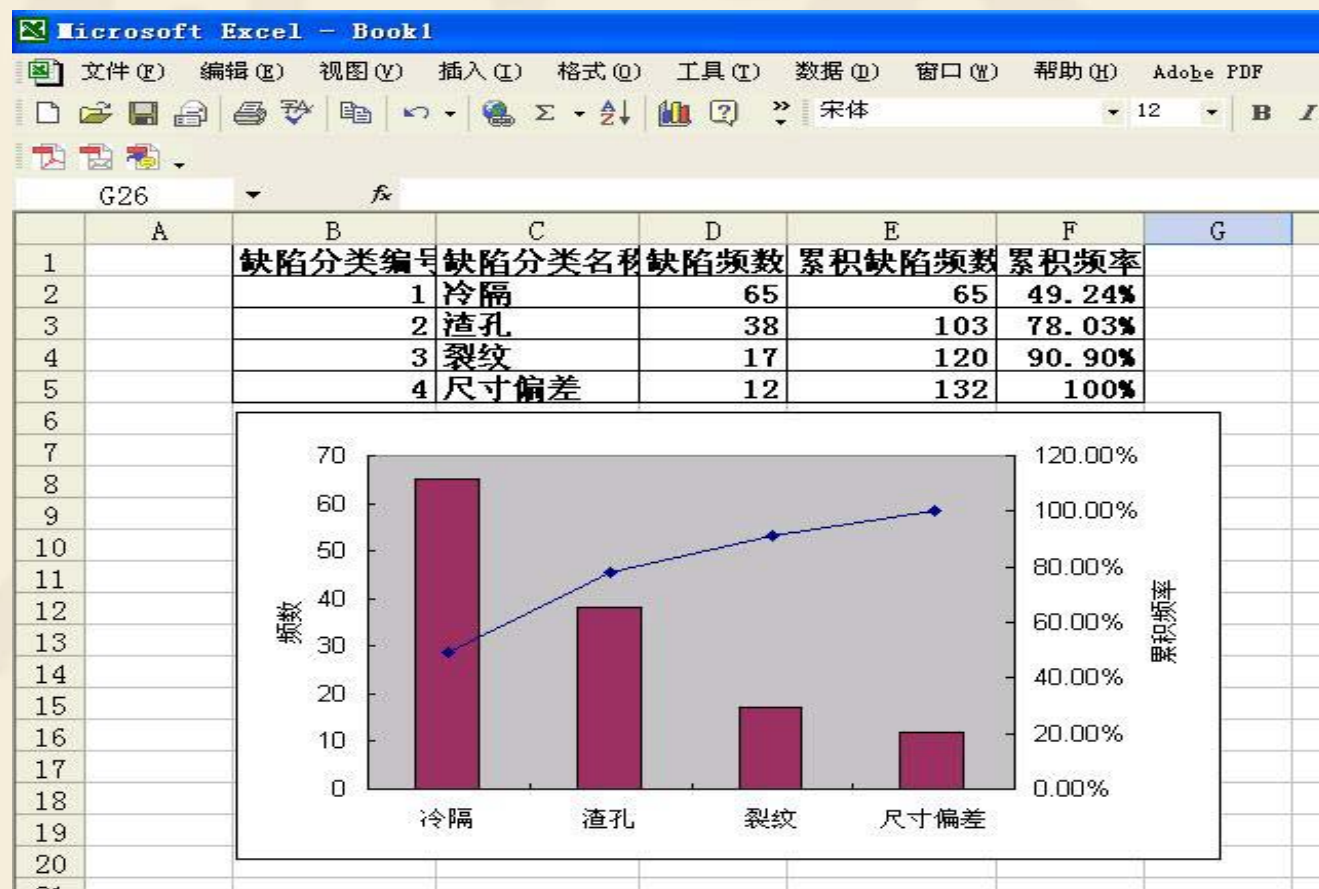 Microsoft Excel - Book1
文件(F) 编辑(E) 视图(V) 插入(I) 格式(O) 工具(T) 数据(D) 窗口(W) 帮助(H) Adobe PDF
宋体 12 B I
G26 fx
A B C D E F G
1 缺陷分类编号 缺陷分类名称 缺陷频数 累积缺陷频数 累积频率
2 1 冷隔 65 65 49.24%
3 2 渣孔 38 103 78.03%
4 3 裂纹 17 120 90.90%
5 4 尺寸偏差 12 132 100%
6
7
8
9
10
11
12
13
14
15
16
17
18
19
20
70
60
50
40
30
20
10
0
频数
120.00%
100.00%
80.00%
60.00%
40.00%
20.00%
0.00%
累积频率
冷隔 渣孔 裂纹 尺寸偏差